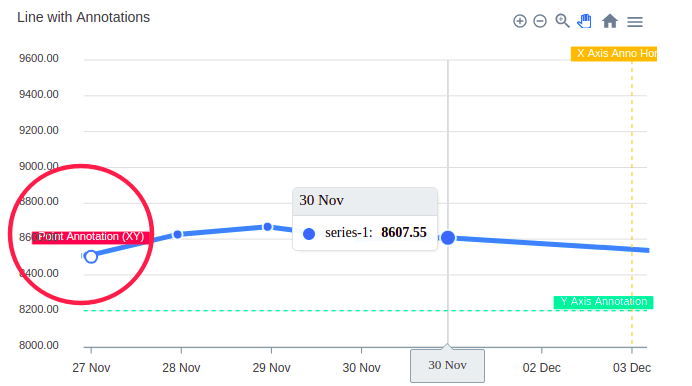 Line with Annotations
X Axis Anno Hor
9600.00
9400.00
9200.00
9000.00
8800.00
30 Nov
series-1: 8607.55
8600.00
Point Annotation (XY)
8400.00
Y Axis Annotation
8200.00
8000.00
27 Nov
28 Nov
29 Nov
30 Nov
30 Nov
02 Dec
03 Dec